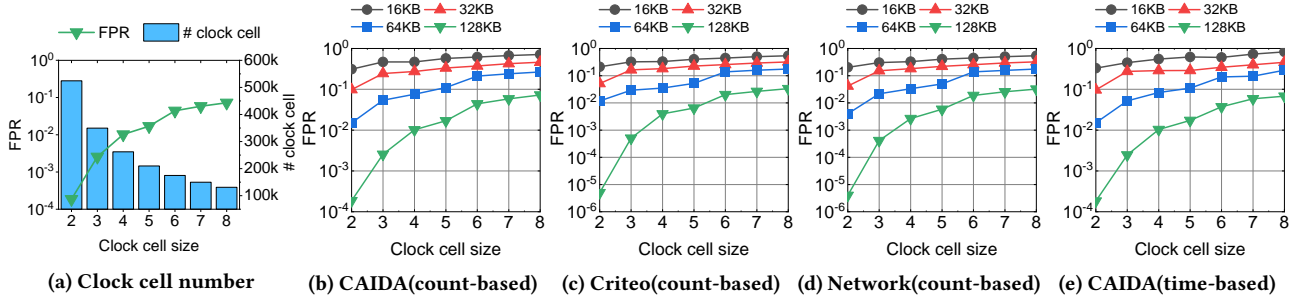 FPR # clock cell
10^0
10^-1
10^-2
10^-3
10^-4
FPR
600k
500k
400k
300k
200k
100k
# clock cell
2 3 4 5 6 7 8
Clock cell size
(a) Clock cell number
16KB 32KB
64KB 128KB
10^0
10^-1
10^-2
10^-3
10^-4
FPR
2 3 4 5 6 7 8
Clock cell size
(b) CAIDA(count-based)
16KB 32KB
64KB 128KB
10^0
10^-1
10^-2
10^-3
10^-4
10^-5
10^-6
FPR
2 3 4 5 6 7 8
Clock cell size
(c) Criteo(count-based)
16KB 32KB
64KB 128KB
10^0
10^-1
10^-2
10^-3
10^-4
10^-5
10^-6
FPR
2 3 4 5 6 7 8
Clock cell size
(d) Network(count-based)
16KB 32KB
64KB 128KB
10^0
10^-1
10^-2
10^-3
10^-4
FPR
2 3 4 5 6 7 8
Clock cell size
(e) CAIDA(time-based)